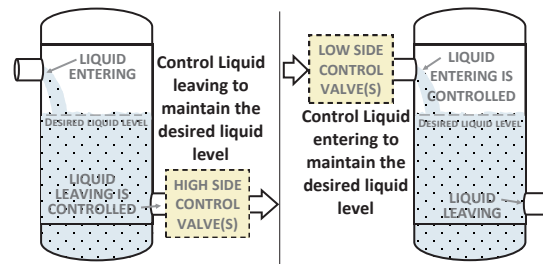 LIQUID
ENTERING
Control Liquid
leaving to
maintain the
desired liquid
level
DESIRED LIQUID LEVEL
LIQUID
LEAVING IS
CONTROLLED
HIGH SIDE
CONTROL
VALVE(S)
LOW SIDE
CONTROL
VALVE(S)
LIQUID
ENTERING IS
CONTROLLED
Control Liquid
entering to
maintain the
desired liquid
level
DESIRED LIQUID LEVEL
LIQUID
LEAVING